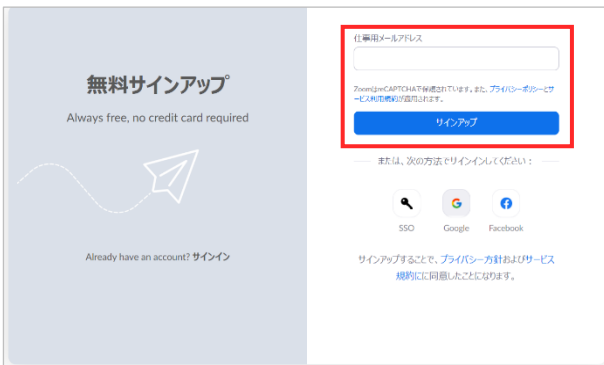 無料サインアップ
Always free, no credit card required
Already have an account? サインイン
仕事用メールアドレス
ZoomはreCAPTCHAで保護されています。また、プライバシーポリシーとサ
ービス利用規約が適用されます。
サインアップ
または、次の方法でサインインしてください：
SSO
Google
Facebook
サインアップすることで、プライバシー方針およびサービス
規約にに同意したことになります。